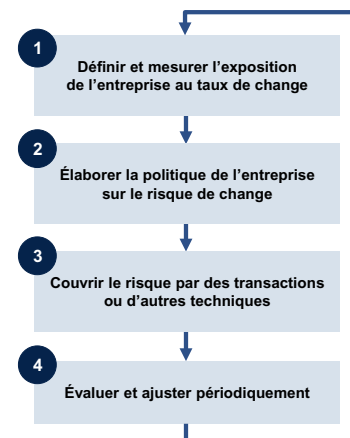 1
Définir et mesurer l’exposition
de l’entreprise au taux de change
2
Élaborer la politique de l’entreprise
sur le risque de change
3
Couvrir le risque par des transactions
ou d’autres techniques
4
Évaluer et ajuster périodiquement